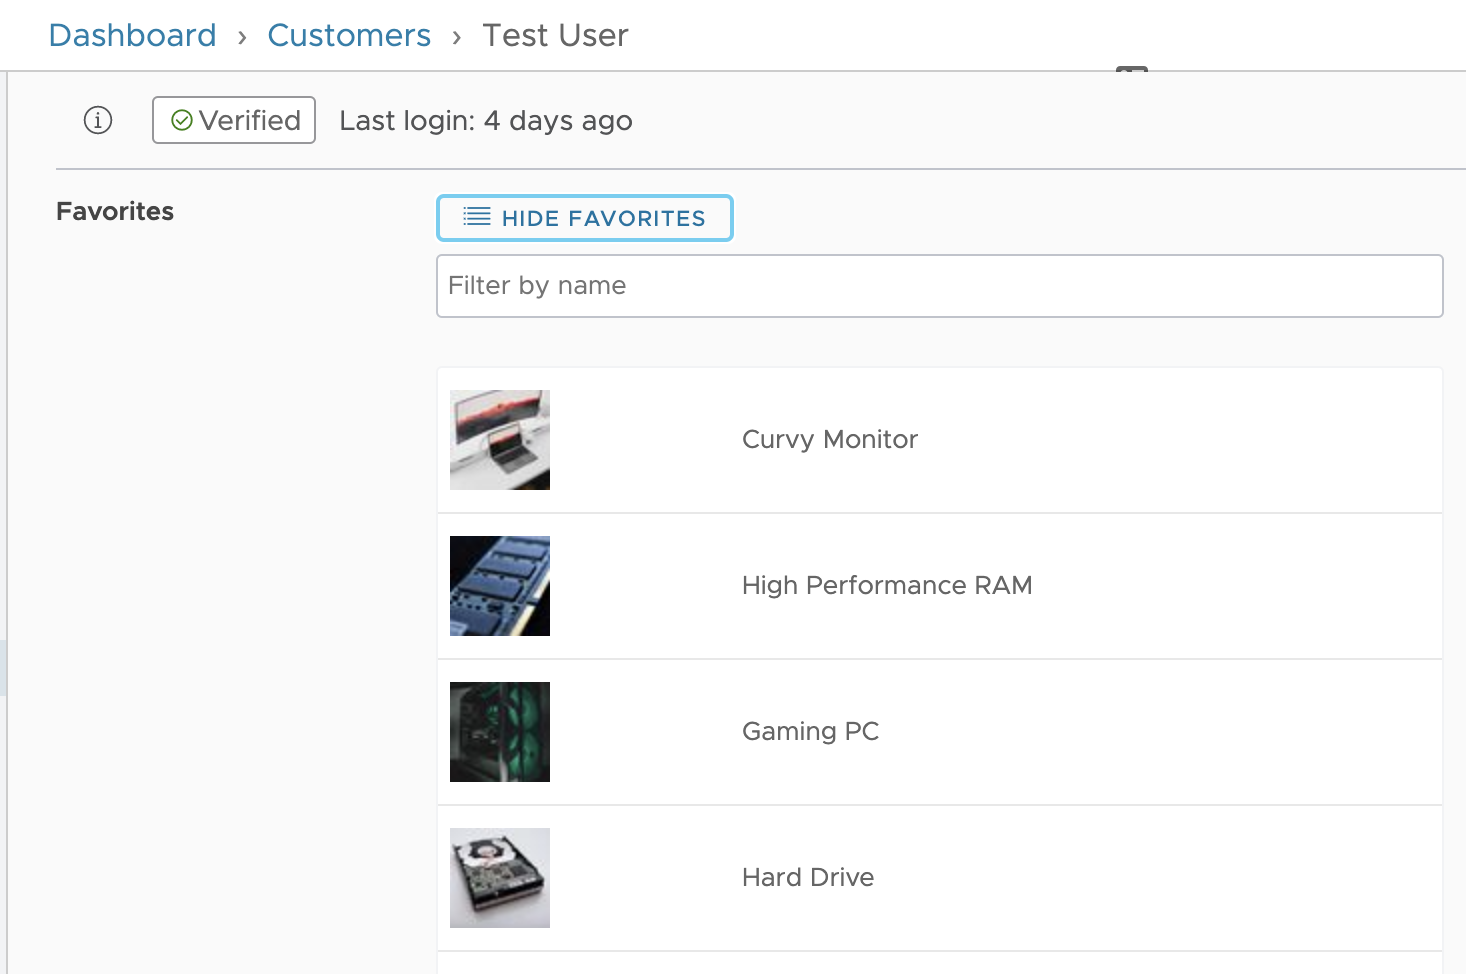 Dashboard › Customers › Test User
Verified Last login: 4 days ago
Favorites
HIDE FAVORITES
Filter by name
Curvy Monitor
High Performance RAM
Gaming PC
Hard Drive